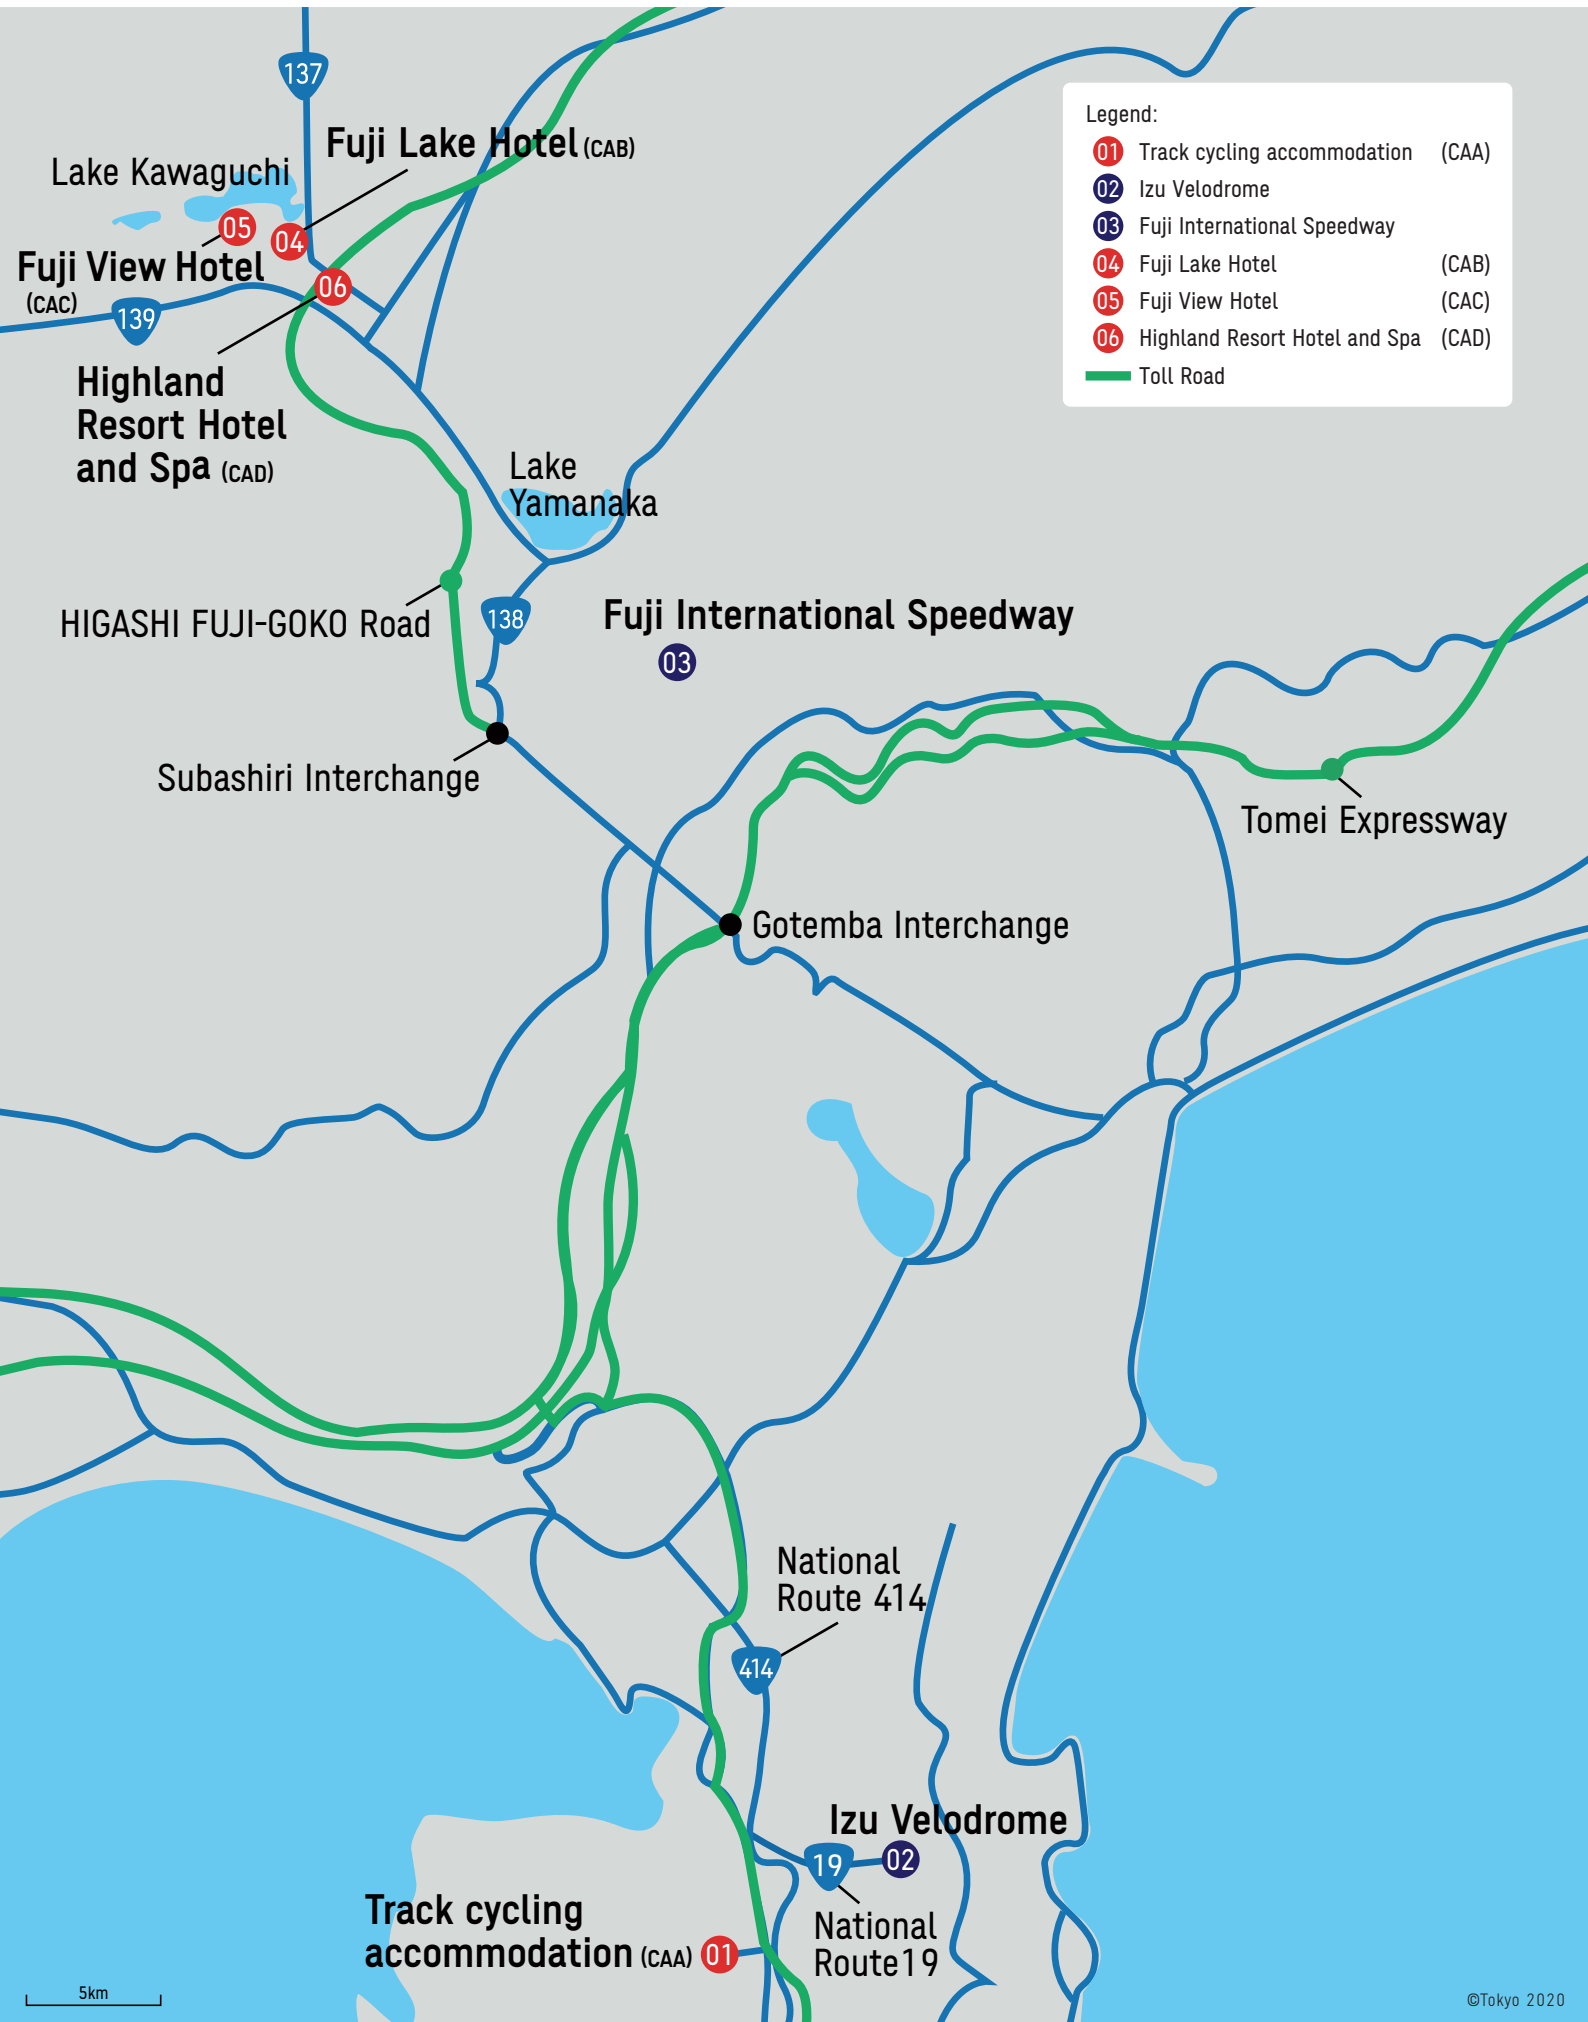 137
Fuji Lake Hotel (CAB)
Lake Kawaguchi
05
04
Fuji View Hotel
(CAC)
06
139
Highland
Resort Hotel
and Spa (CAD)
Legend:
01 Track cycling accommodation (CAA)
02 Izu Velodrome
03 Fuji International Speedway
04 Fuji Lake Hotel (CAB)
05 Fuji View Hotel (CAC)
06 Highland Resort Hotel and Spa (CAD)
Toll Road
Lake
Yamanaka
HIGASHI FUJI-GOKO Road
138
Fuji International Speedway
03
Subashiri Interchange
Tomei Expressway
Gotemba Interchange
National
Route 414
414
Izu Velodrome
19
02
National
Route19
Track cycling
accommodation (CAA) 01
5km
©Tokyo 2020